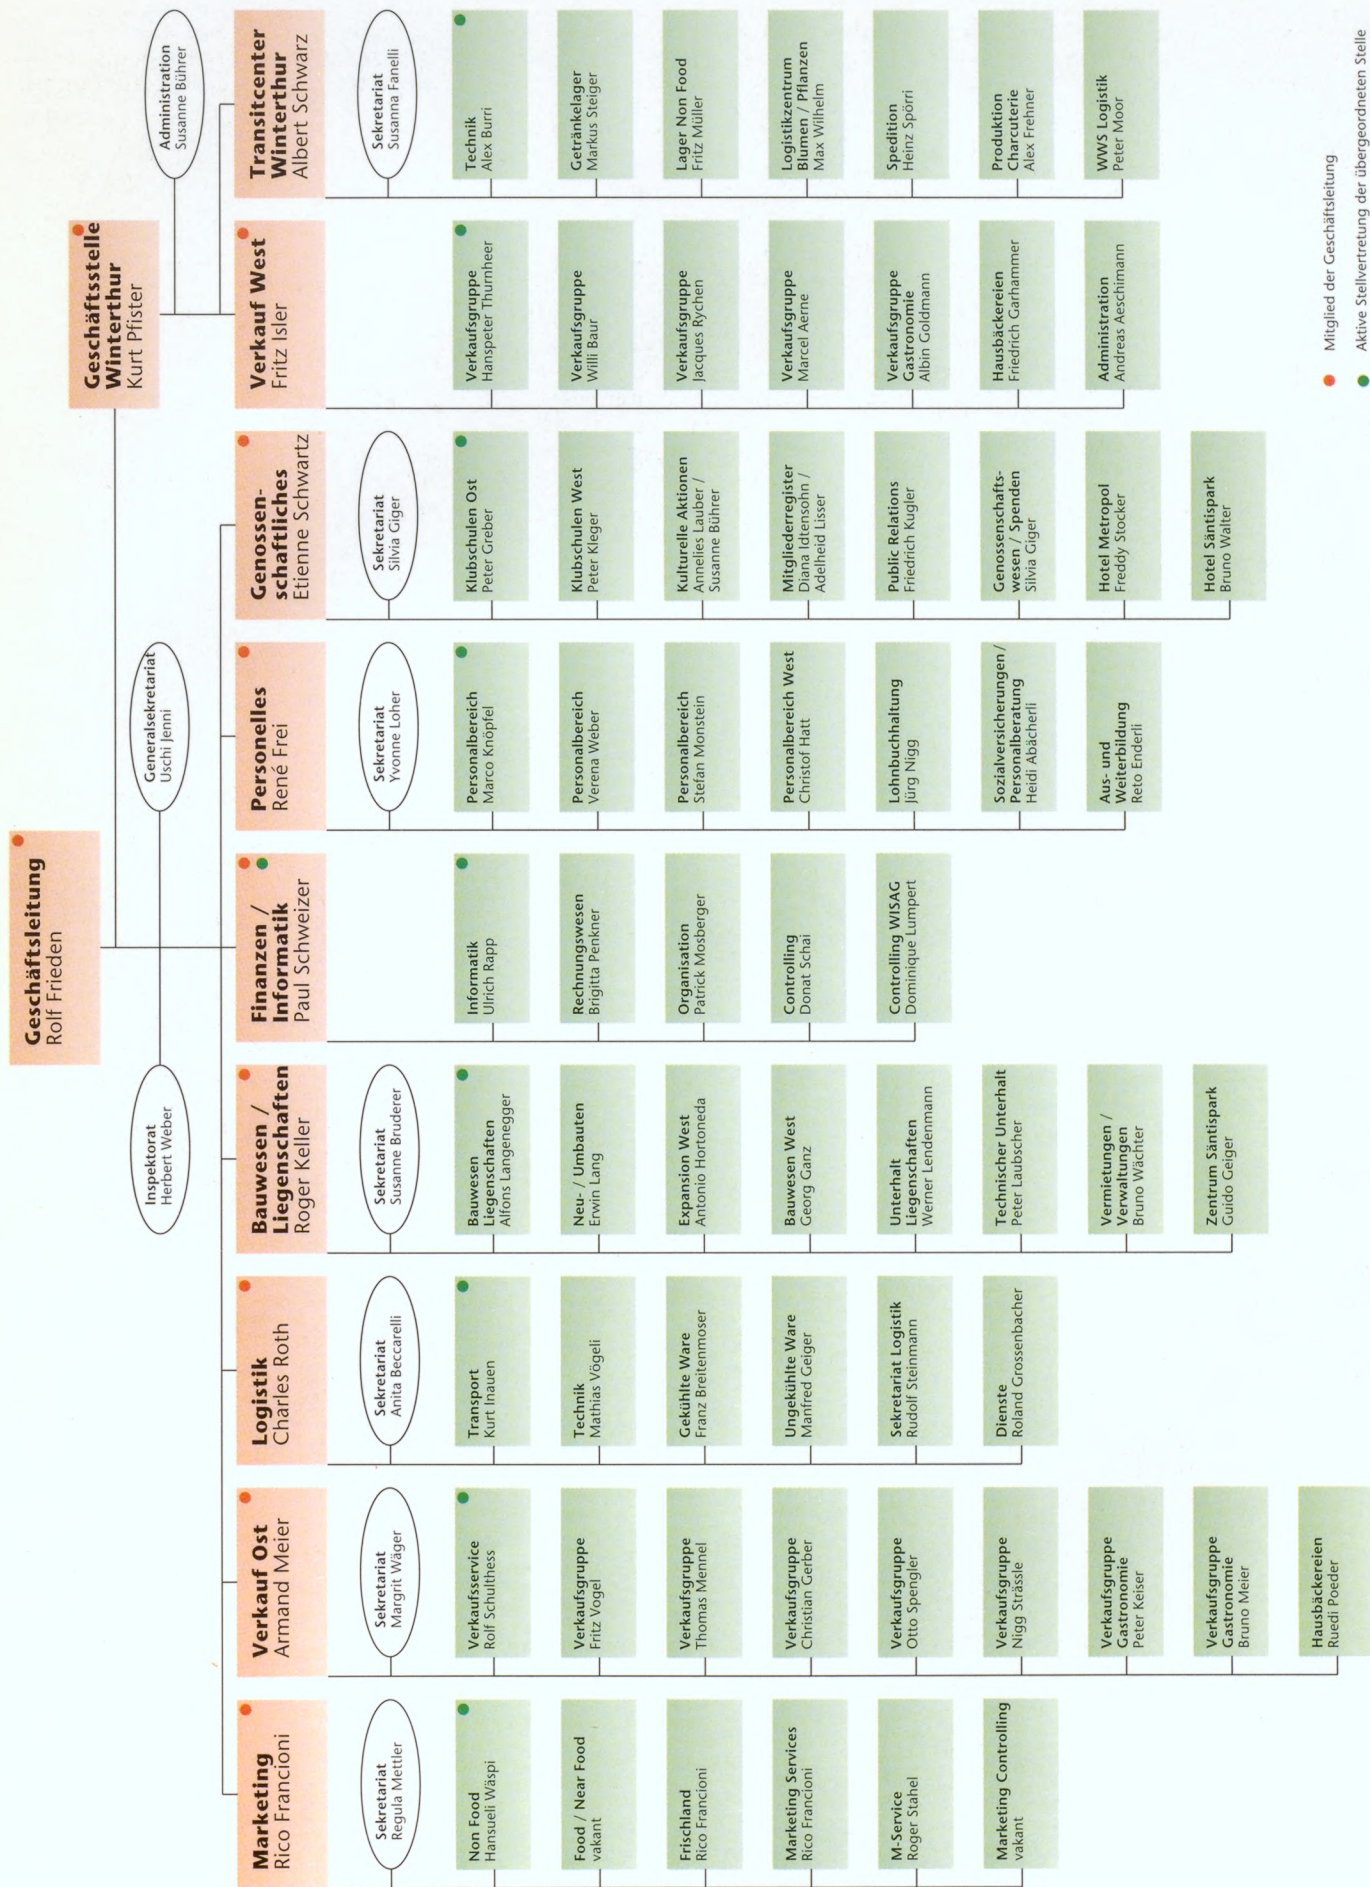 Geschäftsleitung
Rolf Frieden
Geschäftsstelle
Winterthur
Kurt Pfister
Inspektorat
Herbert Weber
Generalsekretariat
Uschi Jenni
Administration
Susanne Bührer
Marketing
Rico Francioni
Sekretariat
Regula Mettler
Non Food
Hansueli Wäspi
Food / Near Food
vakant
Frischland
Rico Francioni
Marketing Services
Rico Francioni
M-Service
Roger Stahel
Marketing Controlling
vakant
Verkauf Ost
Armand Meier
Sekretariat
Margrit Wäger
Verkaufsservice
Rolf Schulthess
Verkaufsgruppe
Fritz Vogel
Verkaufsgruppe
Thomas Mennel
Verkaufsgruppe
Christian Gerber
Verkaufsgruppe
Otto Spengler
Verkaufsgruppe
Nigg Strässle
Verkaufsgruppe
Gastronomie
Peter Keiser
Verkaufsgruppe
Gastronomie
Bruno Meier
Hausbäckereien
Ruedi Poeder
Logistik
Charles Roth
Sekretariat
Anita Beccarelli
Transport
Kurt Inauen
Technik
Mathias Vögeli
Gekühlte Ware
Franz Breitenmoser
Ungekühlte Ware
Manfred Geiger
Sekretariat Logistik
Rudolf Steinmann
Dienste
Roland Grossenbacher
Bauwesen /
Liegenschaften
Roger Keller
Sekretariat
Susanne Bruderer
Bauwesen
Liegenschaften
Alfons Langenegger
Neu- / Umbauten
Erwin Lang
Expansion West
Antonio Hortoneda
Bauwesen West
Georg Ganz
Unterhalt
Liegenschaften
Werner Lendenmann
Technischer Unterhalt
Peter Laubscher
Vermietungen /
Verwaltungen
Bruno Wächter
Zentrum Säntispark
Guido Geiger
Finanzen /
Informatik
Paul Schweizer
Informatik
Ulrich Rapp
Rechnungswesen
Brigitta Penkner
Organisation
Patrick Mosberger
Controlling
Donat Schai
Controlling WISAG
Dominique Lumpert
Personelles
René Frei
Sekretariat
Yvonne Loher
Personalbereich
Marco Knöpfel
Personalbereich
Verena Weber
Personalbereich
Stefan Monstein
Personalbereich West
Christof Hatt
Lohnbuchhaltung
Jürg Nigg
Sozialversicherungen /
Personalberatung
Heidi Abächerli
Aus- und
Weiterbildung
Reto Enderli
Genossen-
schaftliches
Etienne Schwartz
Sekretariat
Silvia Giger
Klubschulen Ost
Peter Greber
Klubschulen West
Peter Kleger
Kulturelle Aktionen
Annelies Lauber /
Susanne Bührer
Mitgliederregister
Diana Idtensohn /
Adelheid Lisser
Public Relations
Friedrich Kugler
Genossenschafts-
wesen / Spenden
Silvia Giger
Hotel Metropol
Freddy Stocker
Hotel Säntispark
Bruno Walter
Verkauf West
Fritz Isler
Verkaufsgruppe
Hanspeter Thurnheer
Verkaufsgruppe
Willi Baur
Verkaufsgruppe
Jacques Rychen
Verkaufsgruppe
Marcel Aerne
Verkaufsgruppe
Gastronomie
Albin Goldmann
Hausbäckereien
Friedrich Garhammer
Administration
Andreas Aeschimann
Transitcenter
Winterthur
Albert Schwarz
Sekretariat
Susanna Fanelli
Technik
Alex Burri
Getränkelager
Markus Steiger
Lager Non Food
Fritz Müller
Logistikzentrum
Blumen / Pflanzen
Max Wilhelm
Spedition
Heinz Spörri
Produktion
Charcuterie
Alex Frehner
WWS Logistik
Peter Moor
Mitglied der Geschäftsleitung
Aktive Stellvertretung der übergeordneten Stelle